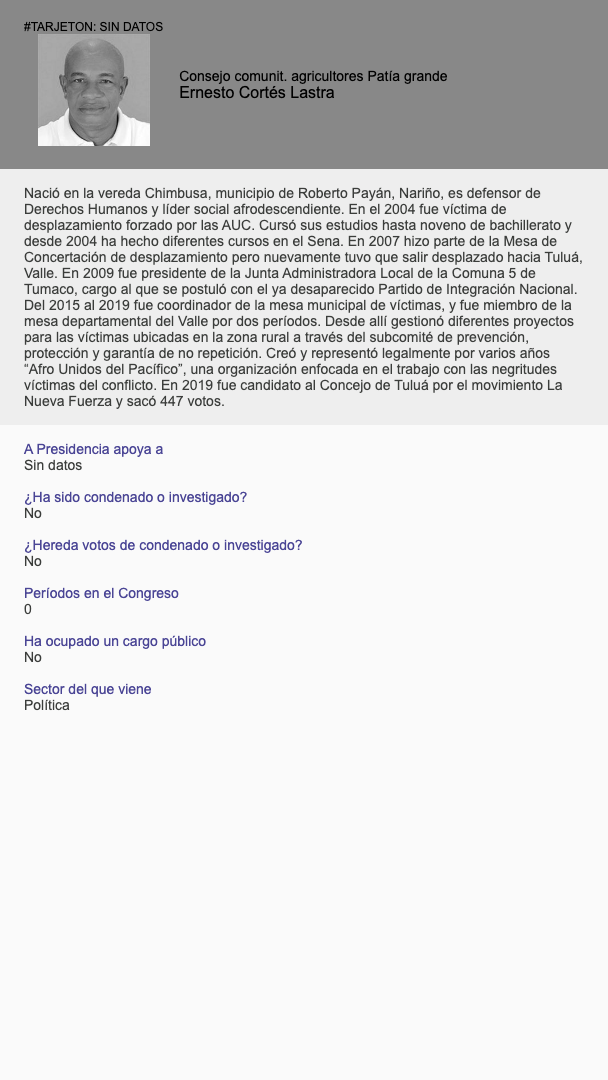 #TARJETON: SIN DATOS
Consejo comunit. agricultores Patía grande
Ernesto Cortés Lastra
Nació en la vereda Chimbusa, municipio de Roberto Payán, Nariño, es defensor de
Derechos Humanos y líder social afrodescendiente. En el 2004 fue víctima de
desplazamiento forzado por las AUC. Cursó sus estudios hasta noveno de bachillerato y
desde 2004 ha hecho diferentes cursos en el Sena. En 2007 hizo parte de la Mesa de
Concertación de desplazamiento pero nuevamente tuvo que salir desplazado hacia Tuluá,
Valle. En 2009 fue presidente de la Junta Administradora Local de la Comuna 5 de
Tumaco, cargo al que se postuló con el ya desaparecido Partido de Integración Nacional.
Del 2015 al 2019 fue coordinador de la mesa municipal de víctimas, y fue miembro de la
mesa departamental del Valle por dos períodos. Desde allí gestionó diferentes proyectos
para las víctimas ubicadas en la zona rural a través del subcomité de prevención,
protección y garantía de no repetición. Creó y representó legalmente por varios años
“Afro Unidos del Pacífico”, una organización enfocada en el trabajo con las negritudes
víctimas del conflicto. En 2019 fue candidato al Concejo de Tuluá por el movimiento La
Nueva Fuerza y sacó 447 votos.
A Presidencia apoya a
Sin datos
¿Ha sido condenado o investigado?
No
¿Hereda votos de condenado o investigado?
No
Períodos en el Congreso
0
Ha ocupado un cargo público
No
Sector del que viene
Política